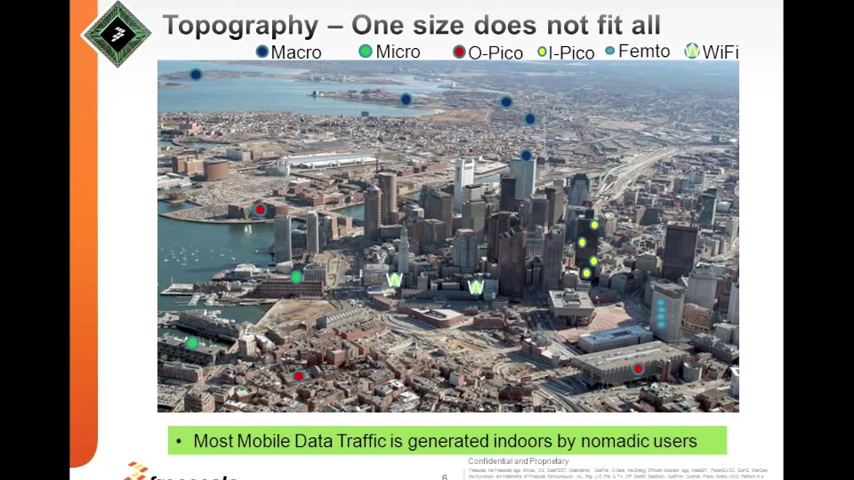 Topography – One size does not fit all
Macro Micro O-Pico I-Pico Femto WiFi
• Most Mobile Data Traffic is generated indoors by nomadic users
Confidential and Proprietary
6